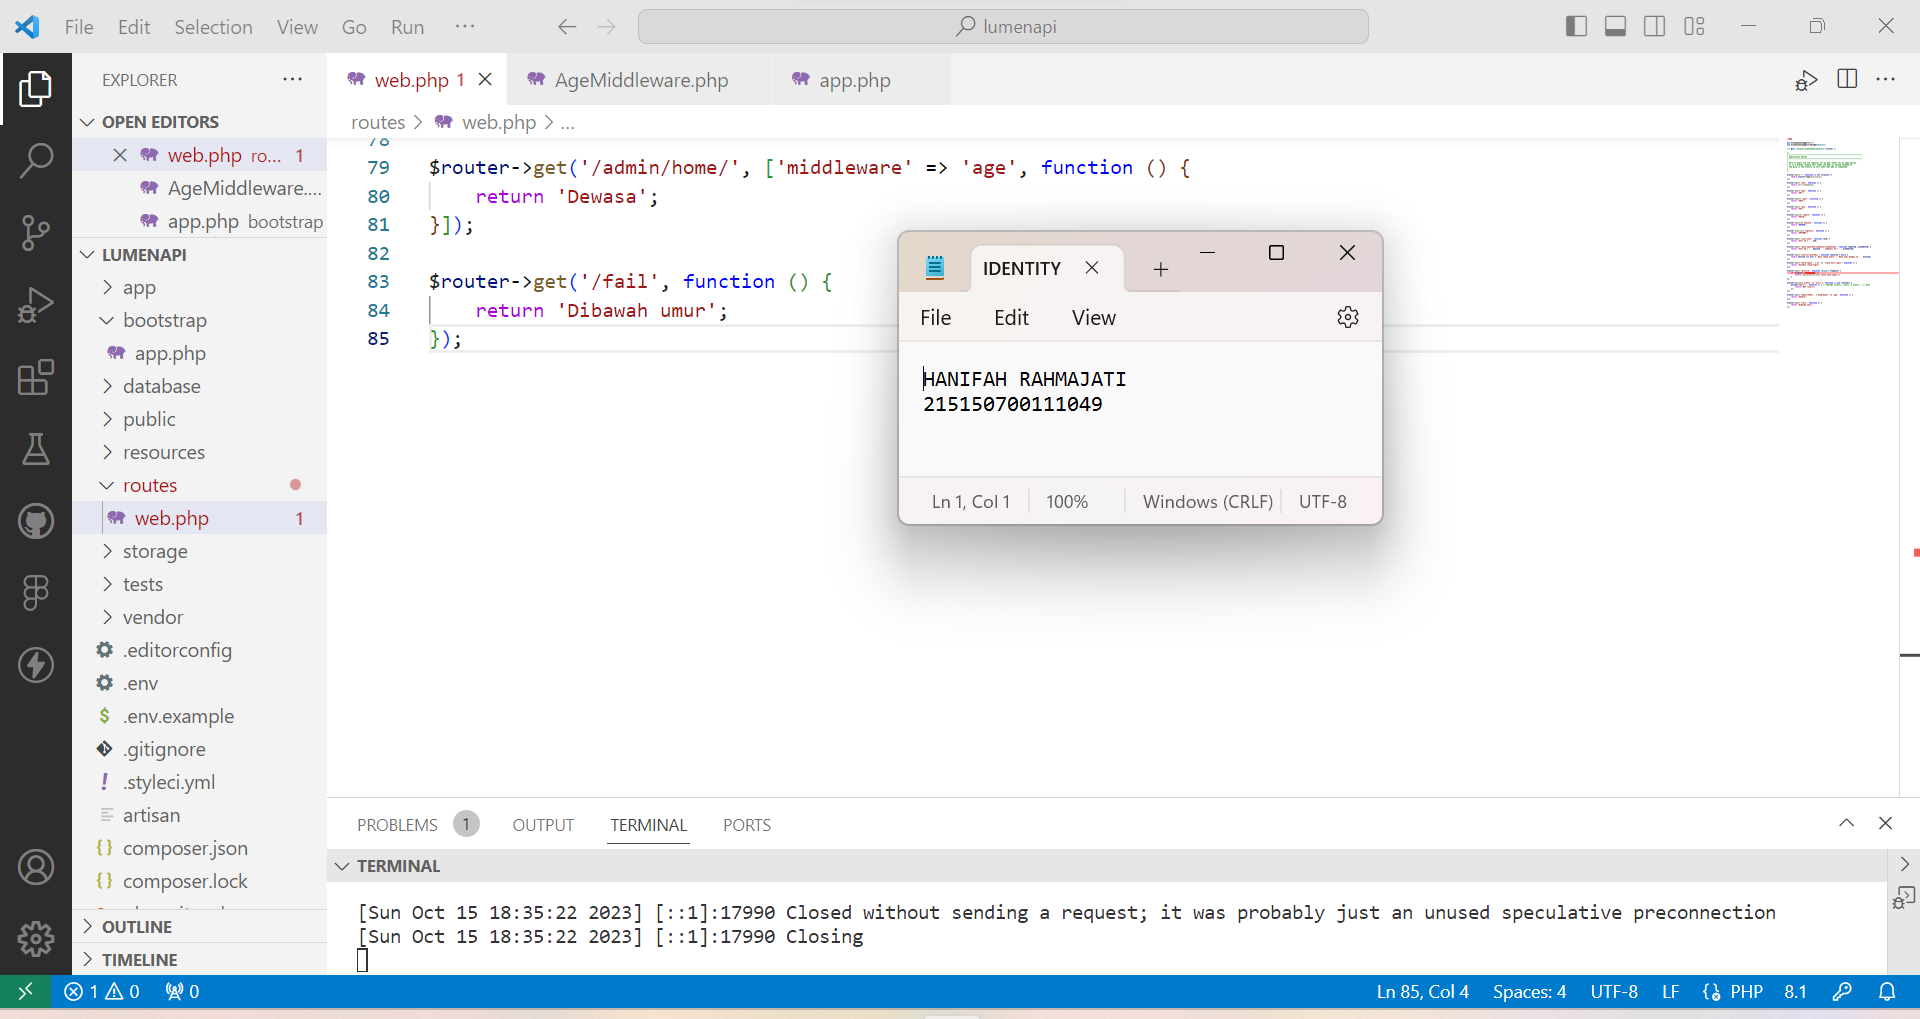 File Edit Selection View Go Run ···
lumenapi
EXPLORER ···
OPEN EDITORS
web.php ro... 1
AgeMiddleware....
app.php bootstrap
LUMENAPI
app
bootstrap
app.php
database
public
resources
routes
web.php 1
storage
tests
vendor
.editorconfig
.env
.env.example
.gitignore
.styleci.yml
artisan
composer.json
composer.lock
OUTLINE
TIMELINE
web.php 1 AgeMiddleware.php app.php
routes > web.php > ...
78
79 $router->get('/admin/home/', ['middleware' => 'age', function () {
80 return 'Dewasa';
81 }]);
82
83 $router->get('/fail', function () {
84 return 'Dibawah umur';
85 });
IDENTITY
File Edit View
HANIFAH RAHMAJATI
215150700111049
Ln 1, Col 1 100% Windows (CRLF) UTF-8
PROBLEMS 1 OUTPUT TERMINAL PORTS
TERMINAL
[Sun Oct 15 18:35:22 2023] [::1]:17990 Closed without sending a request; it was probably just an unused speculative preconnection
[Sun Oct 15 18:35:22 2023] [::1]:17990 Closing
1 0 0 Ln 85, Col 4 Spaces: 4 UTF-8 LF PHP 8.1